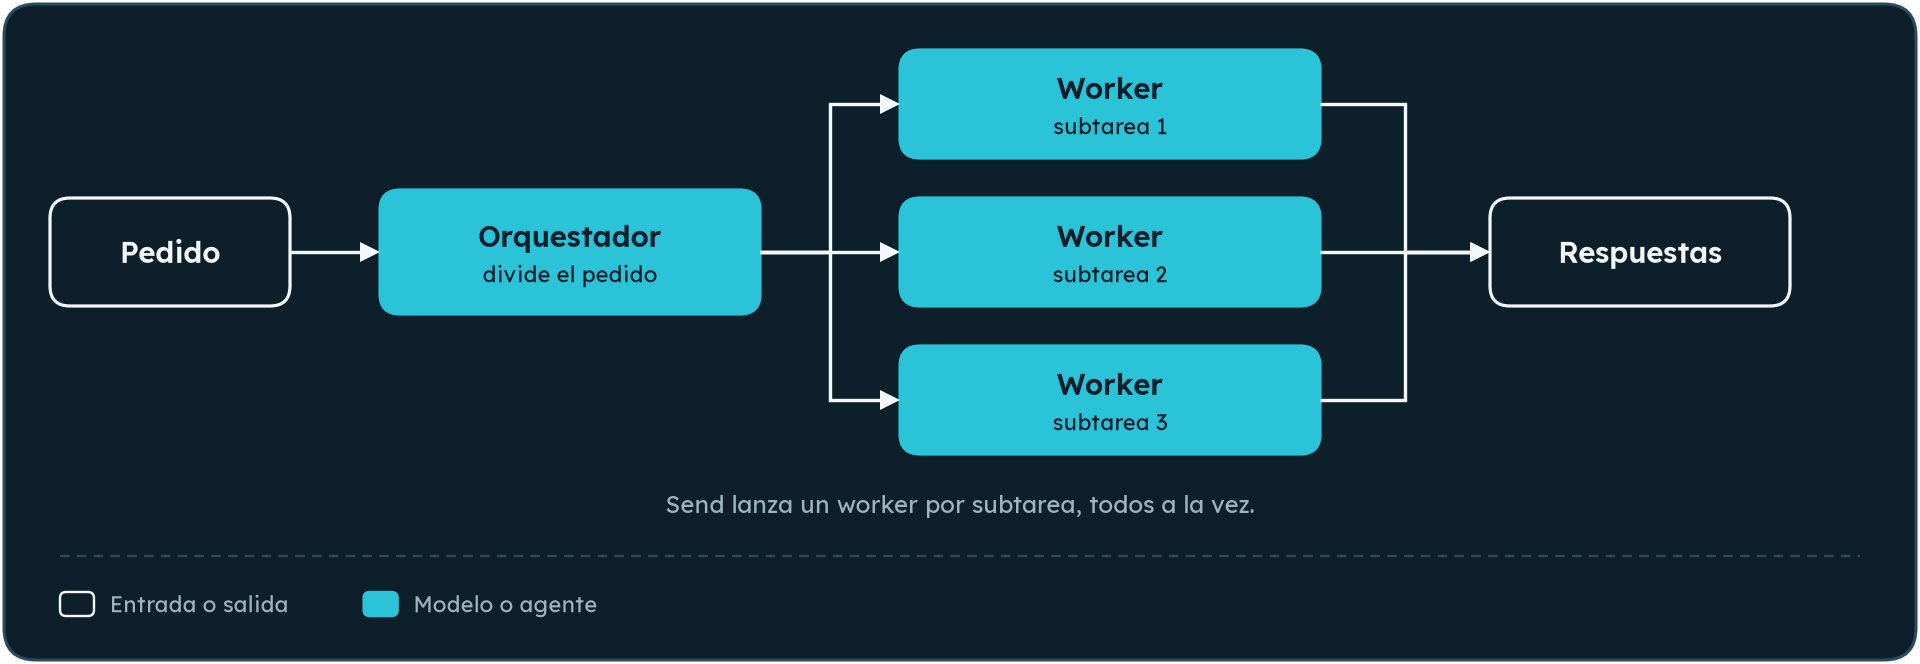 Pedido
Orquestador
divide el pedido
Worker
subtarea 1
Worker
subtarea 2
Worker
subtarea 3
Respuestas
Send lanza un worker por subtarea, todos a la vez.
Entrada o salida
Modelo o agente